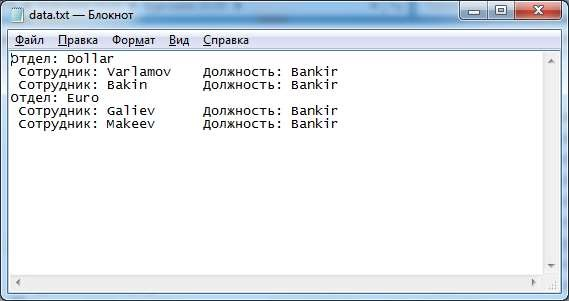 data.txt — Блокнот
Файл Правка Формат Вид Справка
Отдел: Dollar
Сотрудник: Varlamov Должность: Bankir
Сотрудник: Bakin Должность: Bankir
Отдел: Euro
Сотрудник: Galiev Должность: Bankir
Сотрудник: Makeev Должность: Bankir